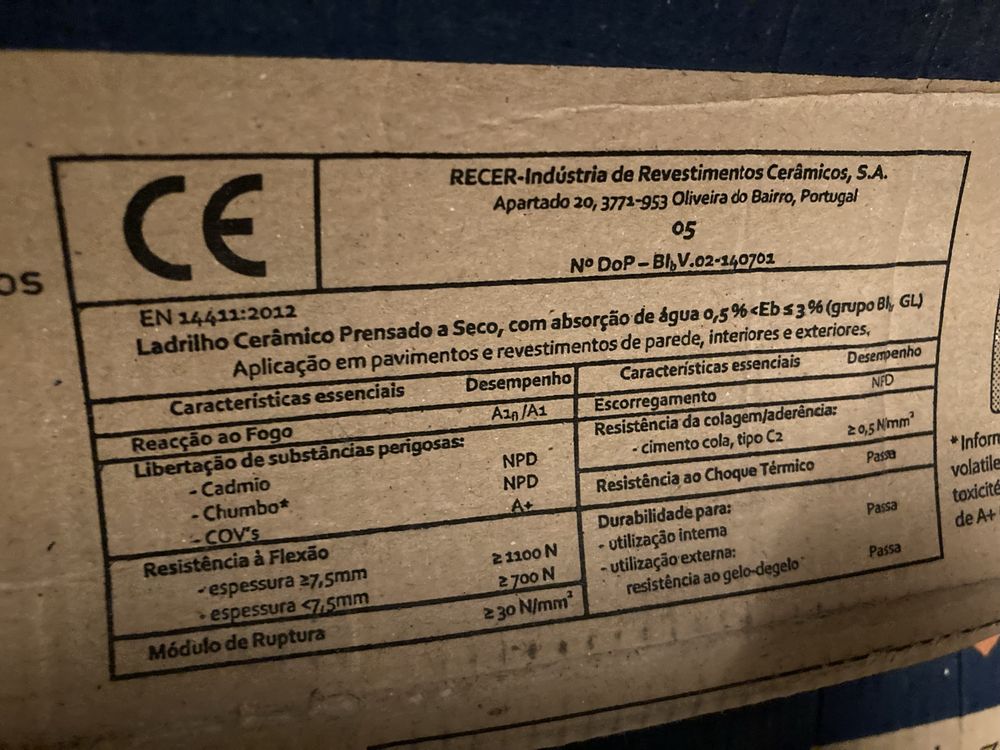 CE
RECER-Indústria de Revestimentos Cerâmicos, S.A.
Apartado 20, 3771-953 Oliveira do Bairro, Portugal
05
Nº DoP – BIb V.02-140701
EN 14411:2012
Ladrilho Cerâmico Prensado a Seco, com absorção de água 0,5 % <Eb ≤ 3 % (grupo BIb GL)
Aplicação em pavimentos e revestimentos de parede, interiores e exteriores.
Características essenciais Desempenho
Reacção ao Fogo A1fl/A1
Libertação de substâncias perigosas:
- Cadmio NPD
- Chumbo* NPD
- COV's A+
Resistência à Flexão
- espessura ≥7,5mm ≥ 1100 N
- espessura <7,5mm ≥ 700 N
Módulo de Ruptura ≥ 30 N/mm²
Características essenciais Desempenho
Escorregamento NPD
Resistência da colagem/aderência:
- cimento cola, tipo C2 ≥ 0,5 N/mm²
Resistência ao Choque Térmico Passa
Durabilidade para:
- utilização interna Passa
- utilização externa:
resistência ao gelo-degelo Passa
os
* Inform
volatile
toxicité
de A+